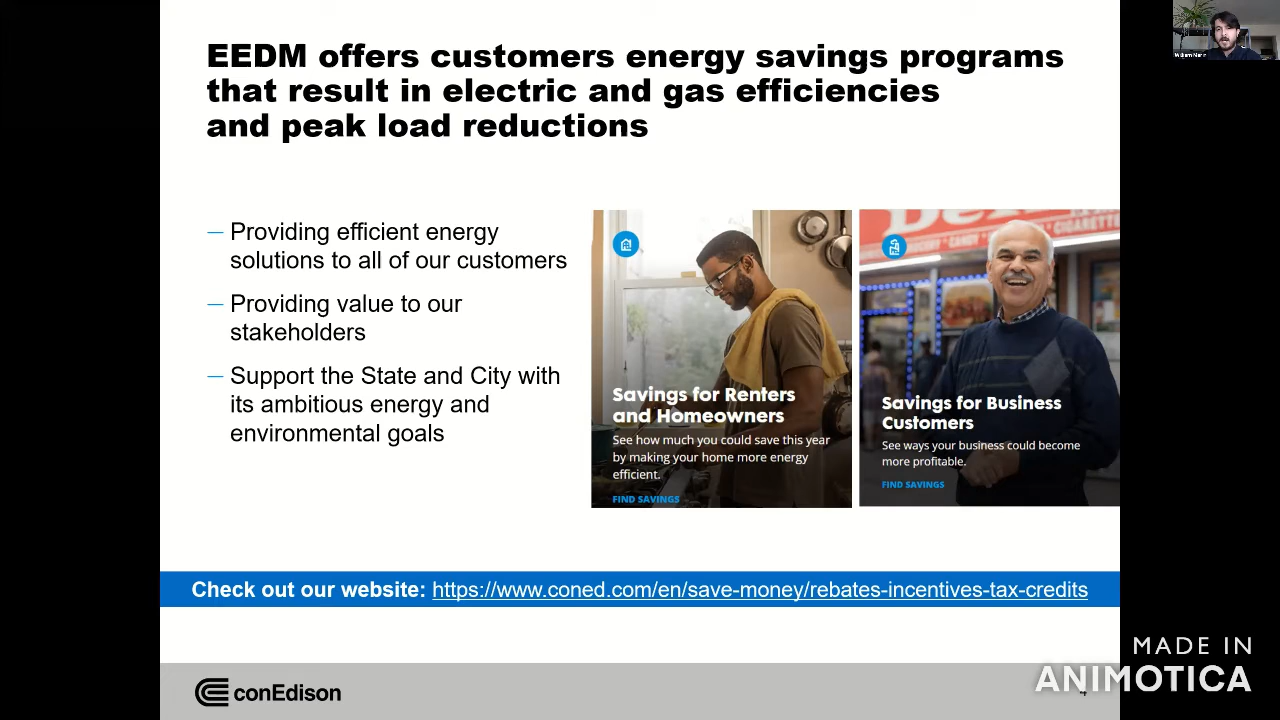 EEDM offers customers energy savings programs
that result in electric and gas efficiencies
and peak load reductions
— Providing efficient energy
solutions to all of our customers
— Providing value to our
stakeholders
— Support the State and City with
its ambitious energy and
environmental goals
Savings for Renters
and Homeowners
See how much you could save this year
by making your home more energy
efficient.
FIND SAVINGS
GROCERY CANDY
Savings for Business
Customers
See ways your business could become
more profitable.
FIND SAVINGS
Check out our website: https://www.coned.com/en/save-money/rebates-incentives-tax-credits
conEdison
4
MADE IN
ANIMOTICA
William